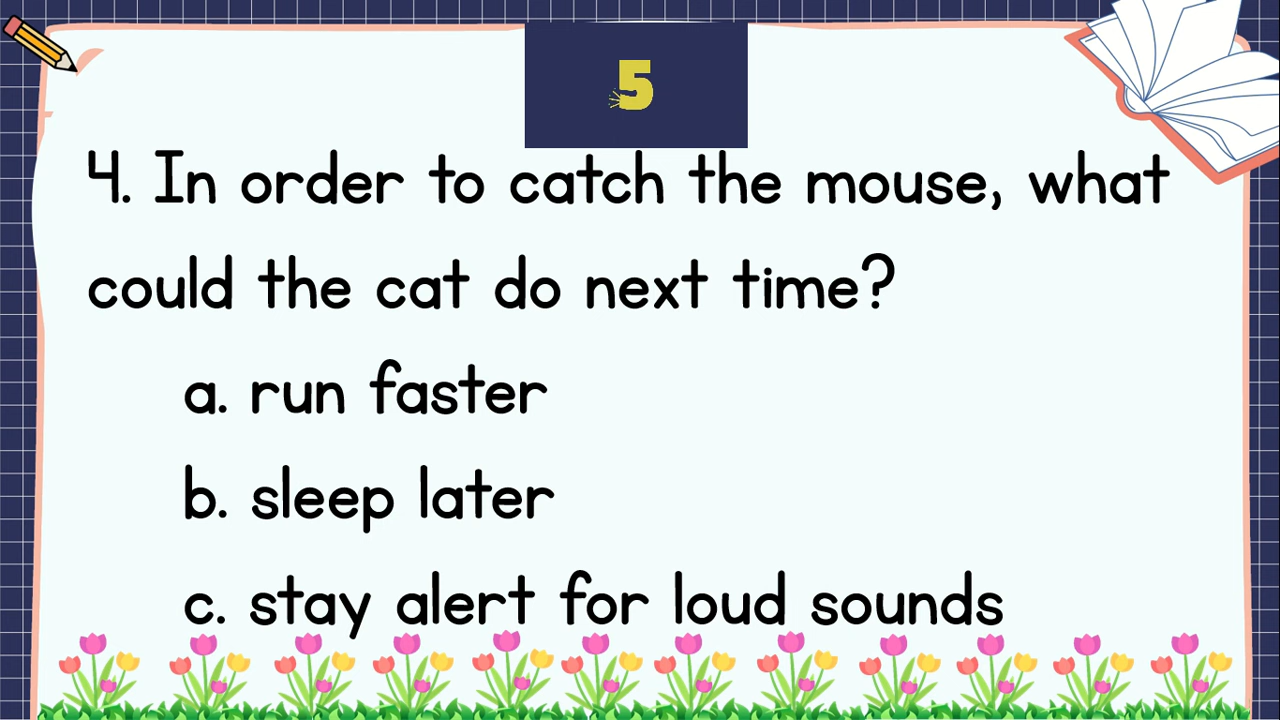 5
4. In order to catch the mouse, what
could the cat do next time?
a. run faster
b. sleep later
c. stay alert for loud sounds